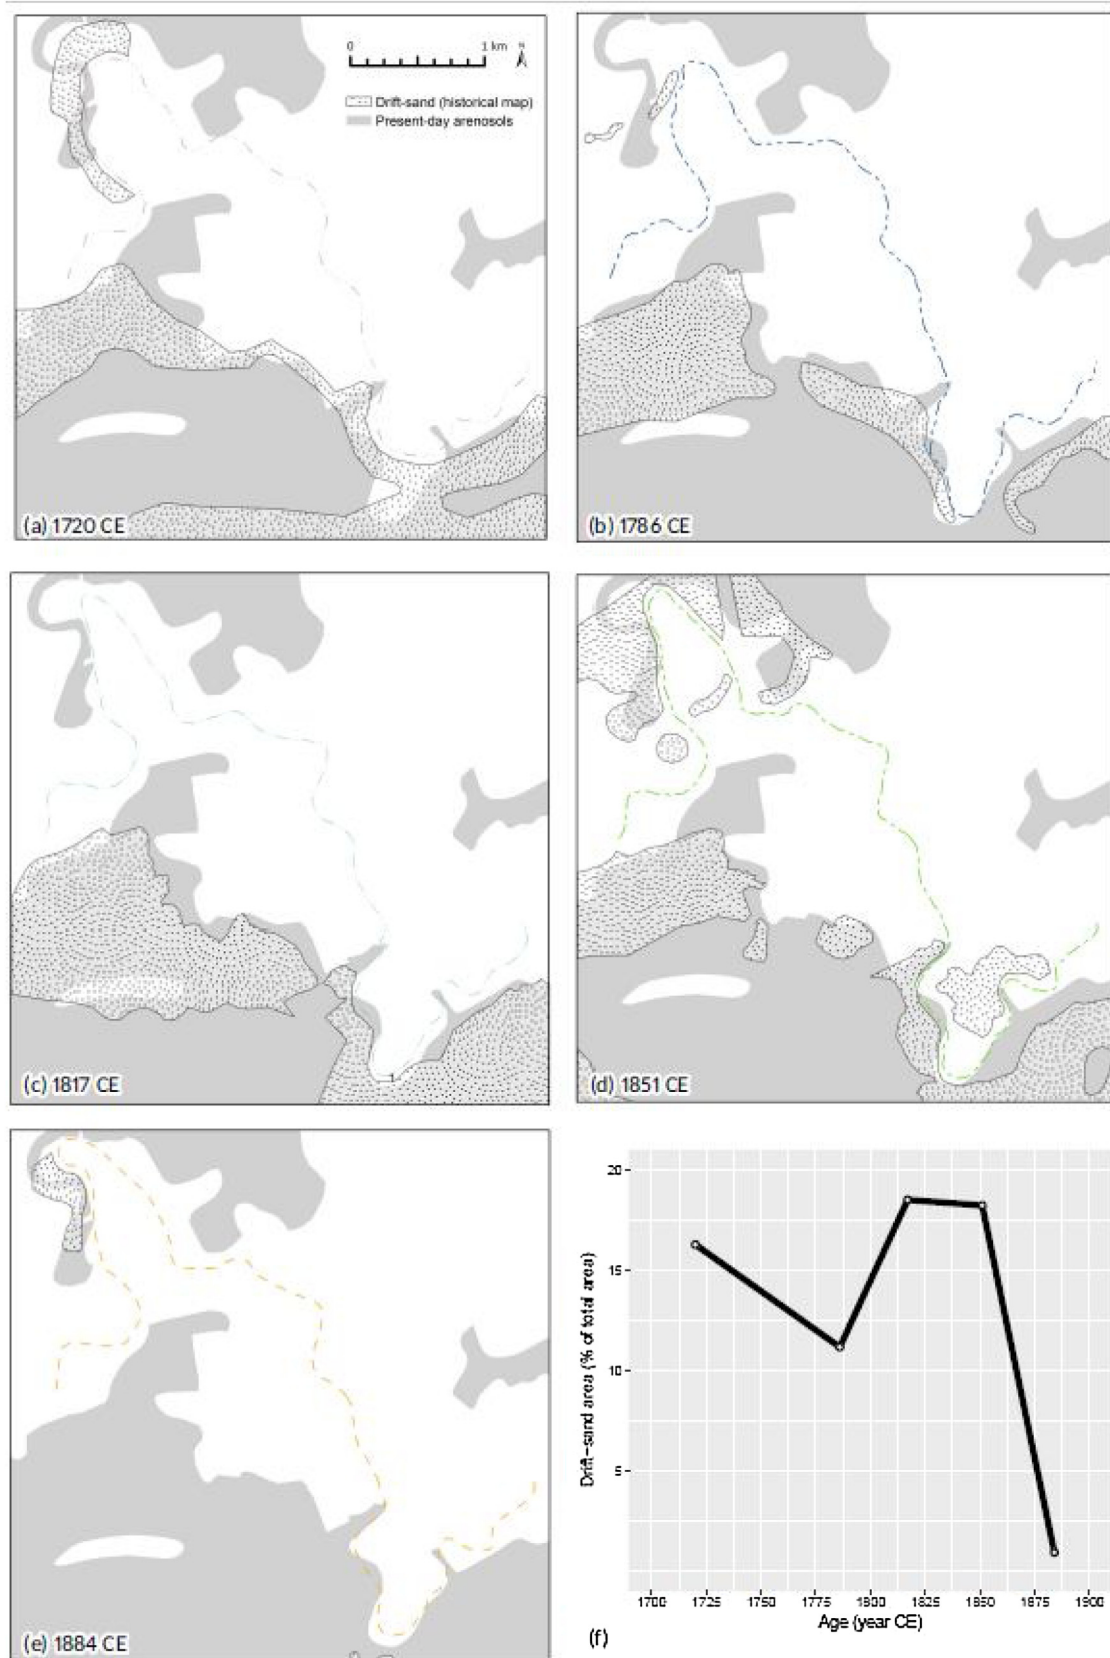 0 1 km N
Drift-sand (historical map)
Present-day arenosols
(a) 1720 CE
(b) 1786 CE
(c) 1817 CE
(d) 1851 CE
(e) 1884 CE
20
15
10
5
Drift-sand area (% of total area)
1700 1725 1750 1775 1800 1825 1850 1875 1900
Age (year CE)
(f)